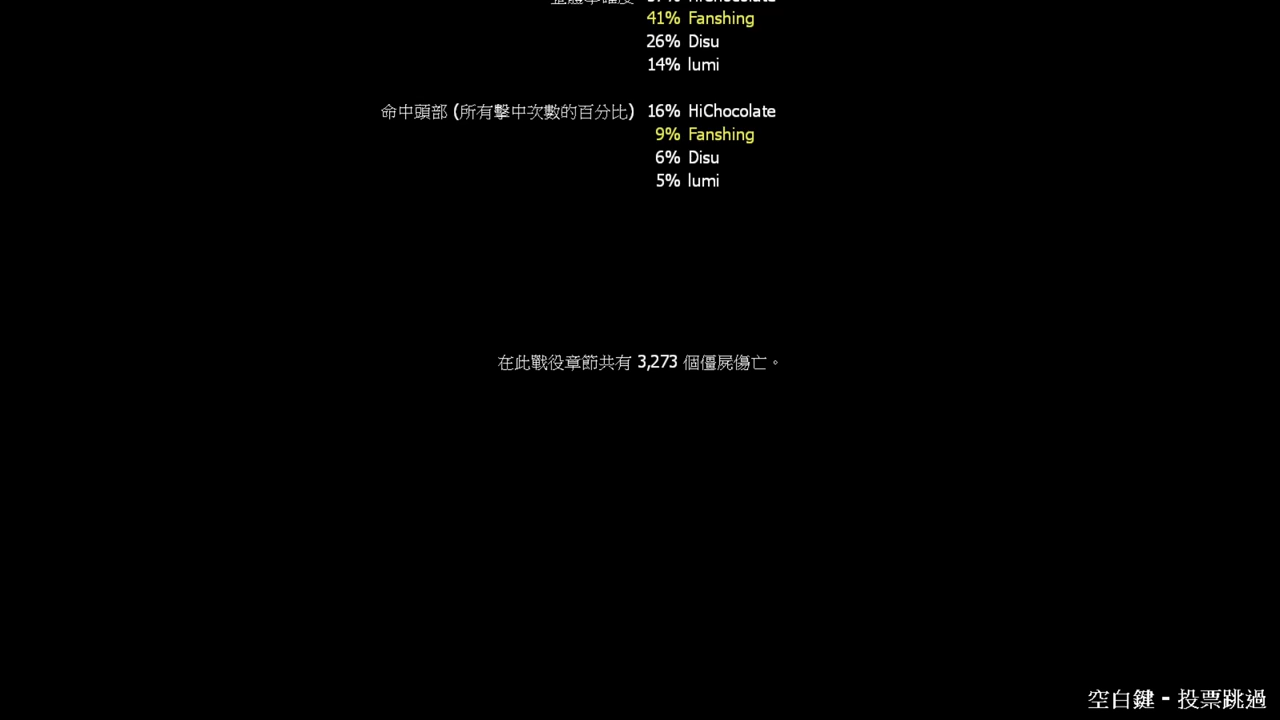 41% Fanshing
26% Disu
14% lumi
命中頭部 (所有擊中次數的百分比) 16% HiChocolate
9% Fanshing
6% Disu
5% lumi
在此戰役章節共有 3,273 個僵屍傷亡。
空白鍵 - 投票跳過